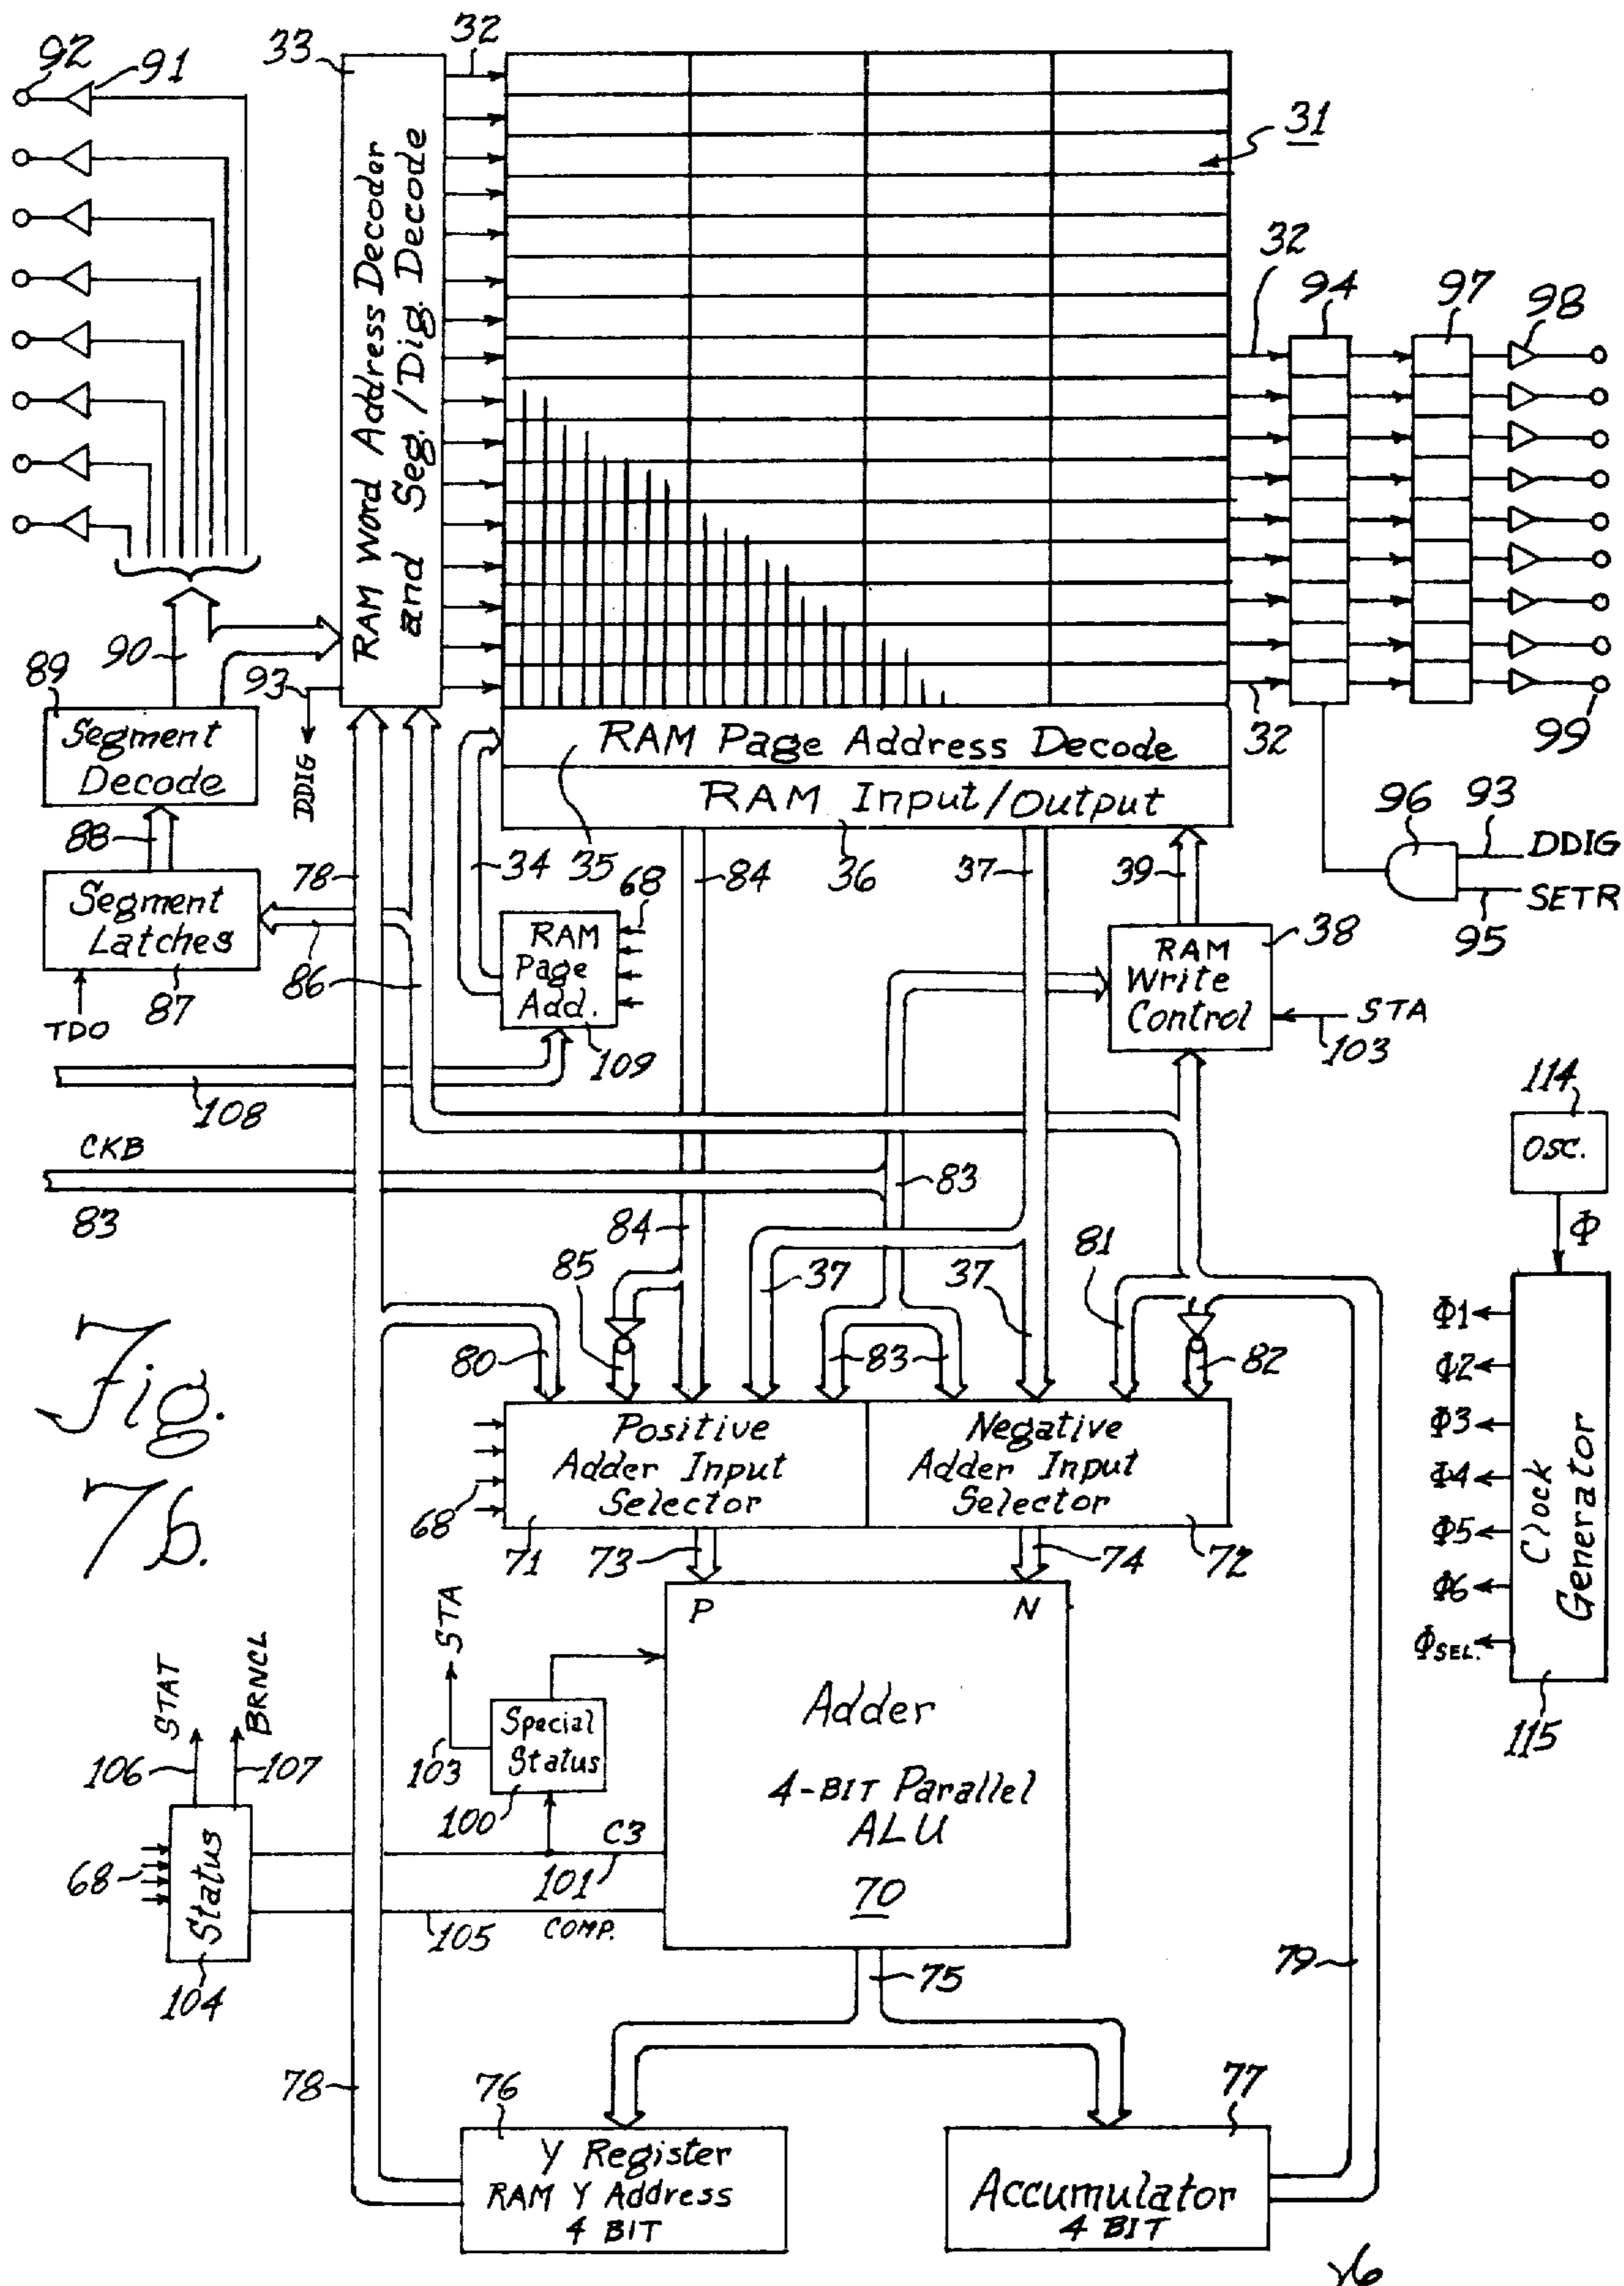 92
91
33
32
31
RAM Word Address Decoder
and Seg./Dig. Decode
32
94
97
98
90
93
89
Segment
Decode
DDIG
RAM Page Address Decode
RAM Input/Output
32
99
88
78
34
35
84
36
37
39
96
93
DDIG
SETR
95
Segment
Latches
86
87
TDO
68
RAM
Page
Add.
109
38
RAM
Write
Control
STA
103
108
114
OSC.
CKB
83
83
84
85
37
37
81
Φ
80
83
82
Φ1
Φ2
Φ3
Φ4
Φ5
Φ6
ΦSEL.
Clock
Generator
115
Fig.
7b.
Positive
Adder Input
Selector
Negative
Adder Input
Selector
68
71
73
74
72
P
N
STA
STAT
BRNCL
Adder
4-BIT Parallel
ALU
70
Special
Status
103
100
106
107
C3
101
68
Status
105
COMP.
104
75
79
78
76
77
Y Register
RAM Y Address
4 BIT
Accumulator
4 BIT